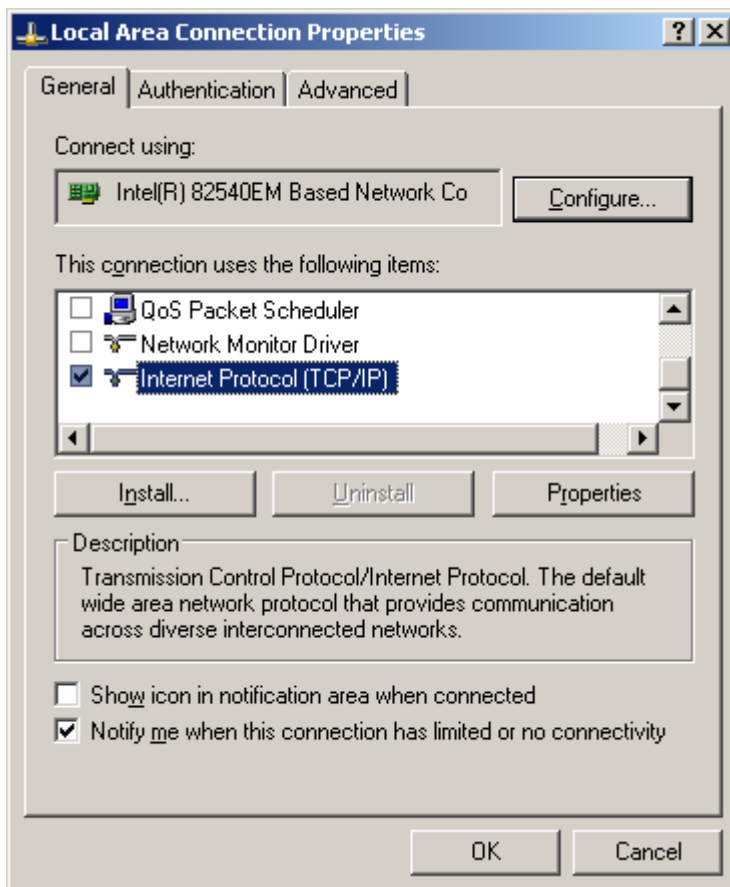 Local Area Connection Properties
General Authentication Advanced
Connect using:
Intel(R) 82540EM Based Network Co
Configure...
This connection uses the following items:
QoS Packet Scheduler
Network Monitor Driver
Internet Protocol (TCP/IP)
Install... Uninstall Properties
Description
Transmission Control Protocol/Internet Protocol. The default
wide area network protocol that provides communication
across diverse interconnected networks.
Show icon in notification area when connected
Notify me when this connection has limited or no connectivity
OK Cancel